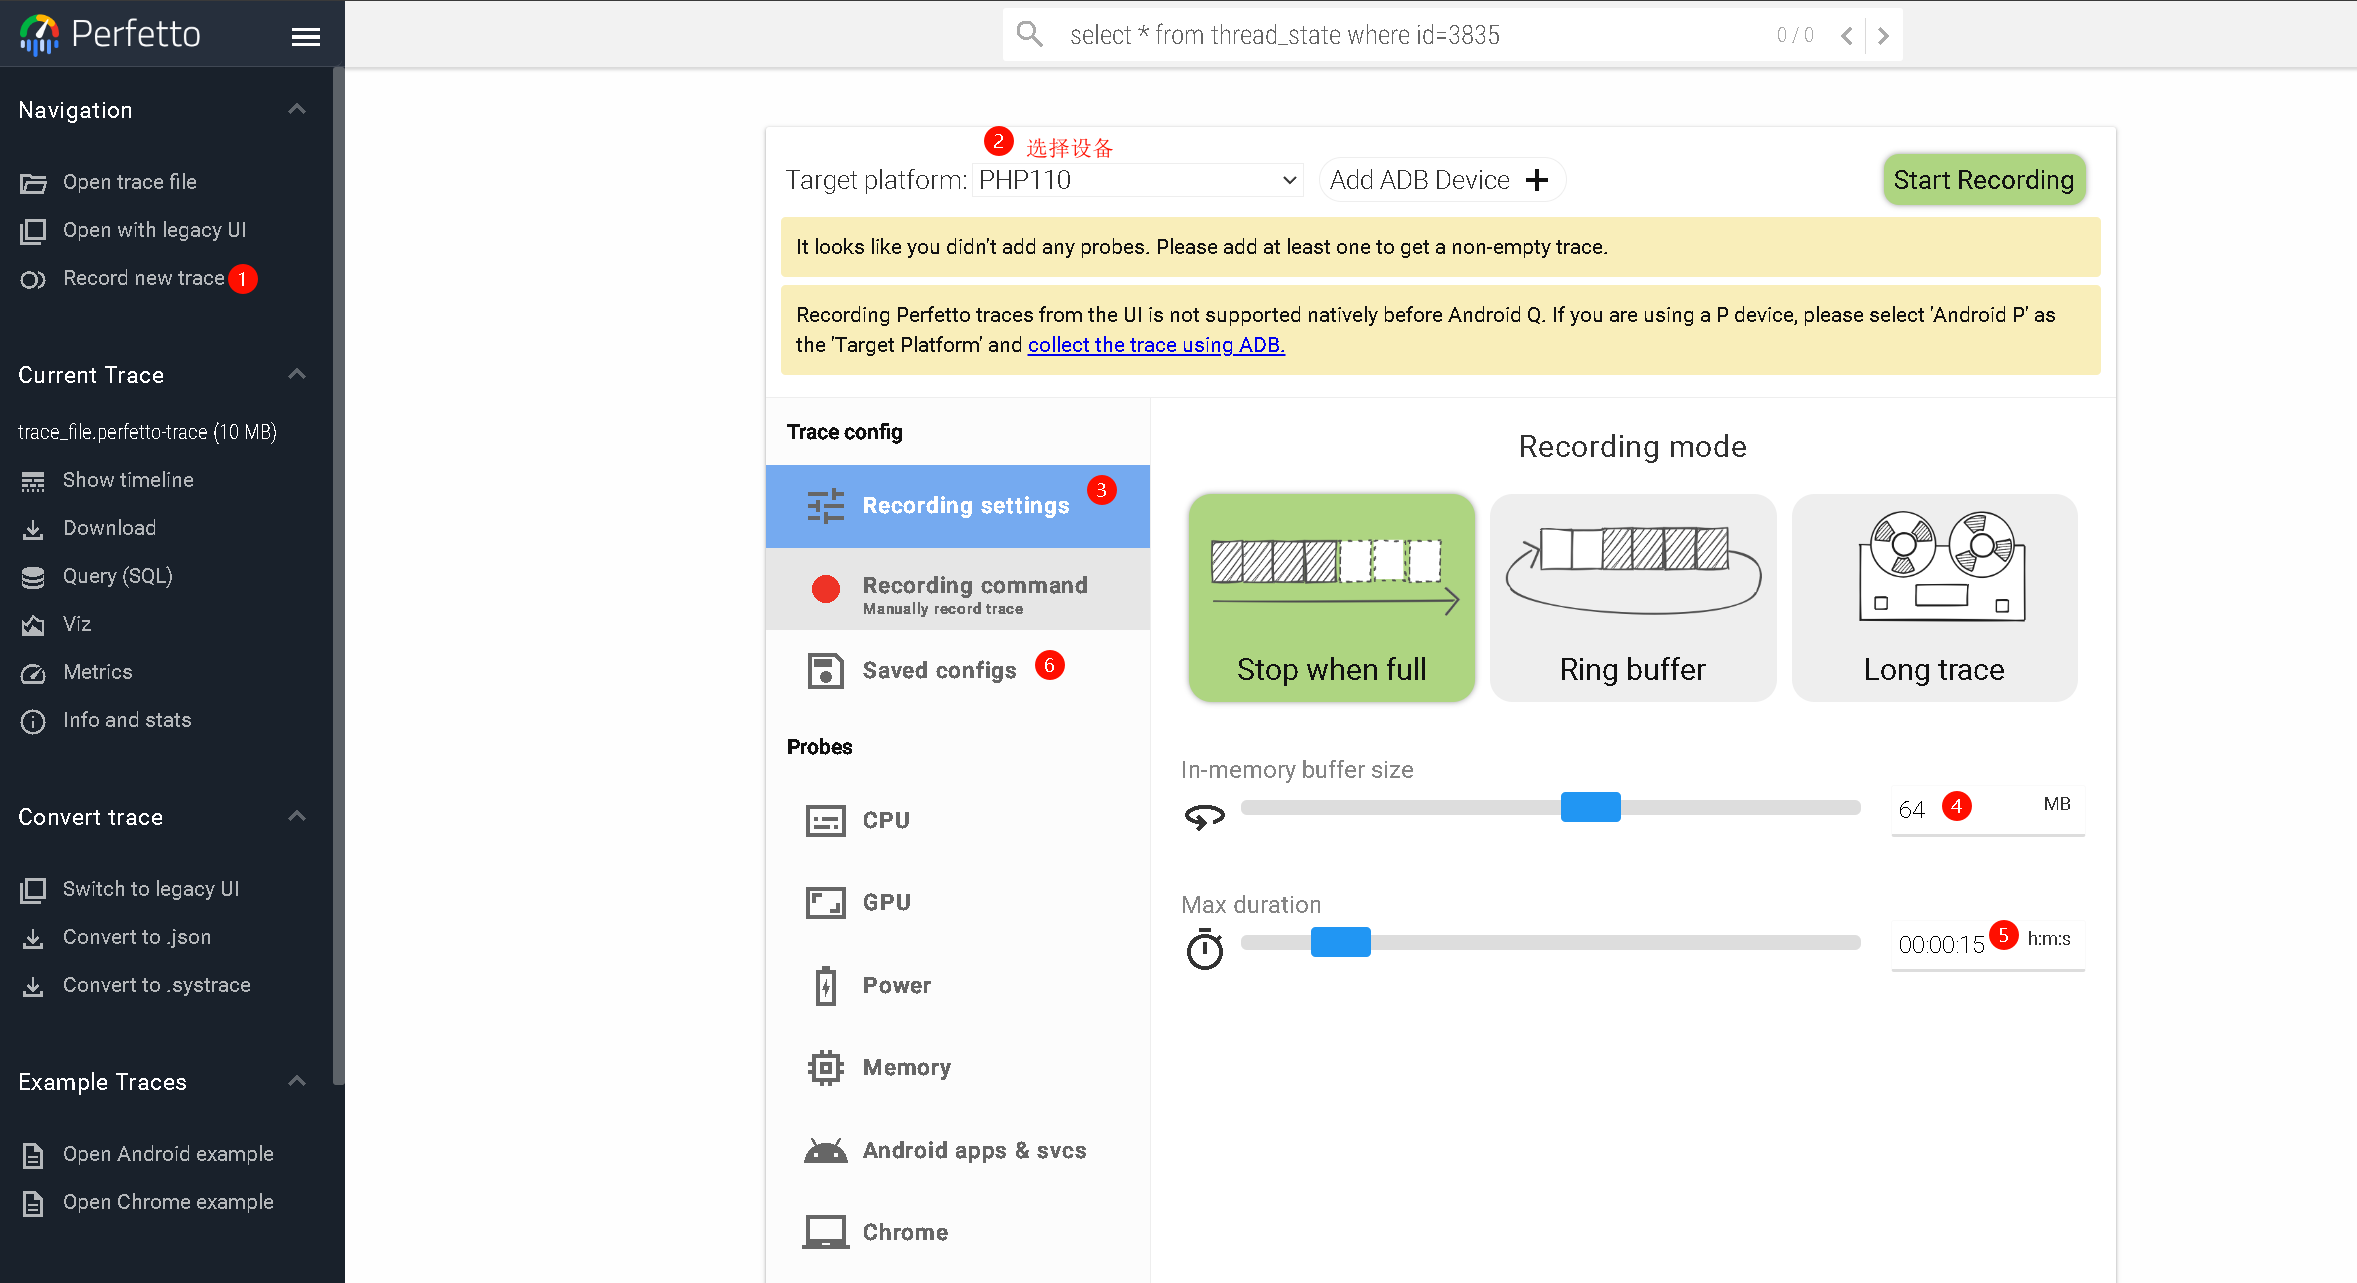 Perfetto
select * from thread_state where id=3835
0 / 0
Navigation
Open trace file
Open with legacy UI
Record new trace 1
Current Trace
trace_file.perfetto-trace (10 MB)
Show timeline
Download
Query (SQL)
Viz
Metrics
Info and stats
Convert trace
Switch to legacy UI
Convert to .json
Convert to .systrace
Example Traces
Open Android example
Open Chrome example
2 选择设备
Target platform: PHP110 Add ADB Device Start Recording
It looks like you didn't add any probes. Please add at least one to get a non-empty trace.
Recording Perfetto traces from the UI is not supported natively before Android Q. If you are using a P device, please select 'Android P' as
the 'Target Platform' and collect the trace using ADB.
Trace config
Recording settings 3
Recording command
Manually record trace
Saved configs 6
Probes
CPU
GPU
Power
Memory
Android apps & svcs
Chrome
Recording mode
Stop when full
Ring buffer
Long trace
In-memory buffer size
64 4 MB
Max duration
00:00:15 5 h:m:s